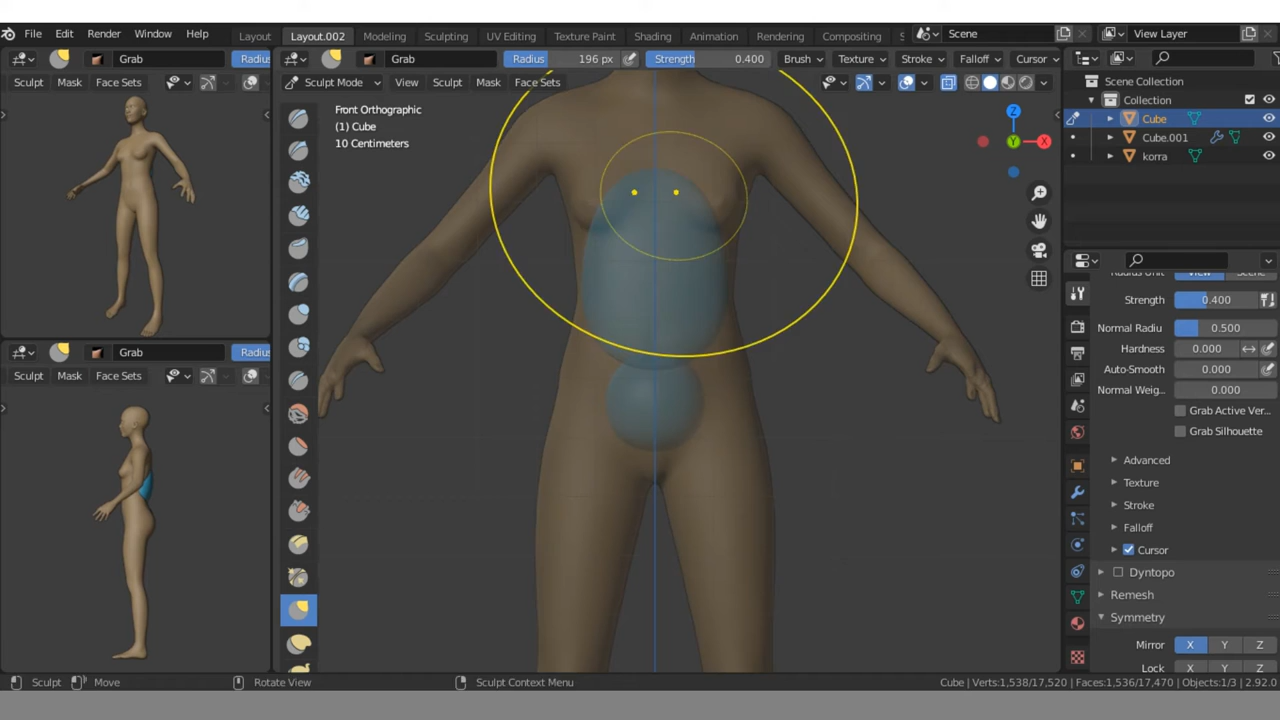 File Edit Render Window Help Layout Layout.002 Modeling Sculpting UV Editing Texture Paint Shading Animation Rendering Compositing S Scene View Layer
Grab Radiu
Grab Radius 196 px Strength 0.400 Brush Texture Stroke Falloff Cursor
Sculpt Mask Face Sets
Sculpt Mode View Sculpt Mask Face Sets
Front Orthographic
(1) Cube
10 Centimeters
Z
Y
X
Scene Collection
Collection
Cube
Cube.001
korra
Strength 0.400
Normal Radiu 0.500
Hardness 0.000
Auto-Smooth 0.000
Normal Weig... 0.000
Grab Active Ver...
Grab Silhouette
Advanced
Texture
Stroke
Falloff
Cursor
Dyntopo
Remesh
Symmetry
Mirror X Y Z
Lock X Y Z
Grab Radiu
Sculpt Mask Face Sets
Sculpt Move Rotate View Sculpt Context Menu Cube | Verts:1,538/17,520 | Faces:1,536/17,470 | Objects:1/3 | 2.92.0